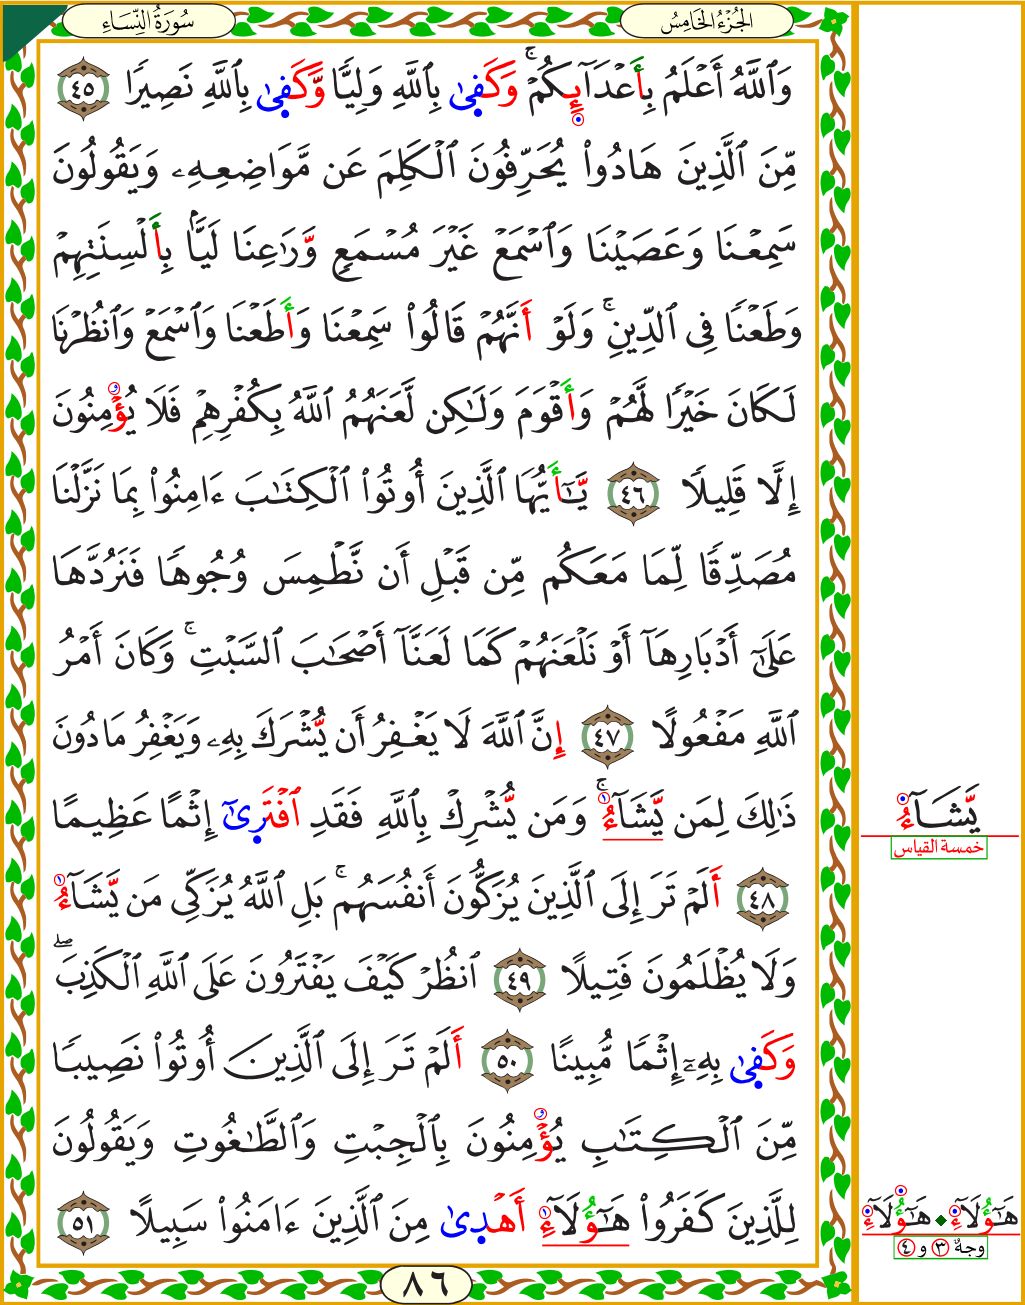 سُورَةُ النِّسَاءِ
الجُزْءُ الخَامِسُ
وَٱللَّهُ أَعۡلَمُ بِأَعۡدَآئِكُمۡۚ وَكَفَىٰ بِٱللَّهِ وَلِيّٗا وَكَفَىٰ بِٱللَّهِ نَصِيرٗا ٤٥
مِّنَ ٱلَّذِينَ هَادُواْ يُحَرِّفُونَ ٱلۡكَلِمَ عَن مَّوَاضِعِهِۦ وَيَقُولُونَ
سَمِعۡنَا وَعَصَيۡنَا وَٱسۡمَعۡ غَيۡرَ مُسۡمَعٖ وَّرَٰعِنَا لَيَّۢا بِأَلۡسِنَتِهِمۡ
وَطَعۡنٗا فِي ٱلدِّينِۚ وَلَوۡ أَنَّهُمۡ قَالُواْ سَمِعۡنَا وَأَطَعۡنَا وَٱسۡمَعۡ وَٱنظُرۡنَا
لَكَانَ خَيۡرٗا لَّهُمۡ وَأَقۡوَمَ وَلَٰكِن لَّعَنَهُمُ ٱللَّهُ بِكُفۡرِهِمۡ فَلَا يُؤۡمِنُونَ
إِلَّا قَلِيلٗا ٤٦ يَّٰٓأَيُّهَا ٱلَّذِينَ أُوتُواْ ٱلۡكِتَٰبَ ءَامِنُواْ بِمَا نَزَّلۡنَا
مُصَدِّقٗا لِّمَا مَعَكُم مِّن قَبۡلِ أَن نَّطۡمِسَ وُجُوهٗا فَنَرُدَّهَا
عَلَىٰٓ أَدۡبَارِهَآ أَوۡ نَلۡعَنَهُمۡ كَمَا لَعَنَّآ أَصۡحَٰبَ ٱلسَّبۡتِۚ وَكَانَ أَمۡرُ
ٱللَّهِ مَفۡعُولًا ٤٧ إِنَّ ٱللَّهَ لَا يَغۡفِرُ أَن يُّشۡرَكَ بِهِۦ وَيَغۡفِرُ مَا دُونَ
ذَٰلِكَ لِمَن يَّشَآءُۚ وَمَن يُّشۡرِكۡ بِٱللَّهِ فَقَدِ ٱفۡتَرَىٰٓ إِثۡمًا عَظِيمًا
يَّشَآءُ
خمسة القياس
٤٨ أَلَمۡ تَرَ إِلَى ٱلَّذِينَ يُزَكُّونَ أَنفُسَهُمۚ بَلِ ٱللَّهُ يُزَكِّي مَن يَّشَآءُ
وَلَا يُظۡلَمُونَ فَتِيلًا ٤٩ ٱنظُرۡ كَيۡفَ يَفۡتَرُونَ عَلَى ٱللَّهِ ٱلۡكَذِبَۖ
وَكَفَىٰ بِهِۦٓ إِثۡمٗا مُّبِينًا ٥٠ أَلَمۡ تَرَ إِلَى ٱلَّذِينَ أُوتُواْ نَصِيبٗا
مِّنَ ٱلۡكِتَٰبِ يُؤۡمِنُونَ بِٱلۡجِبۡتِ وَٱلطَّٰغُوتِ وَيَقُولُونَ
لِلَّذِينَ كَفَرُواْ هَٰٓؤُلَآءِ أَهۡدَىٰ مِنَ ٱلَّذِينَ ءَامَنُواْ سَبِيلًا ٥١
هَٰٓؤُلَآءِ ◆ هَٰٓؤُلَآءِ
وجهُ ٣ و ٤
٨٦